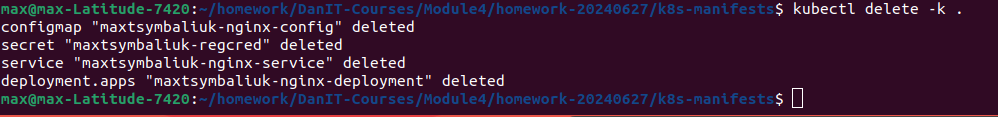 max@max-Latitude-7420:~/homework/DanIT-Courses/Module4/homework-20240627/k8s-manifests$ kubectl delete -k .
configmap "maxtsymbaliuk-nginx-config" deleted
secret "maxtsymbaliuk-regcred" deleted
service "maxtsymbaliuk-nginx-service" deleted
deployment.apps "maxtsymbaliuk-nginx-deployment" deleted
max@max-Latitude-7420:~/homework/DanIT-Courses/Module4/homework-20240627/k8s-manifests$